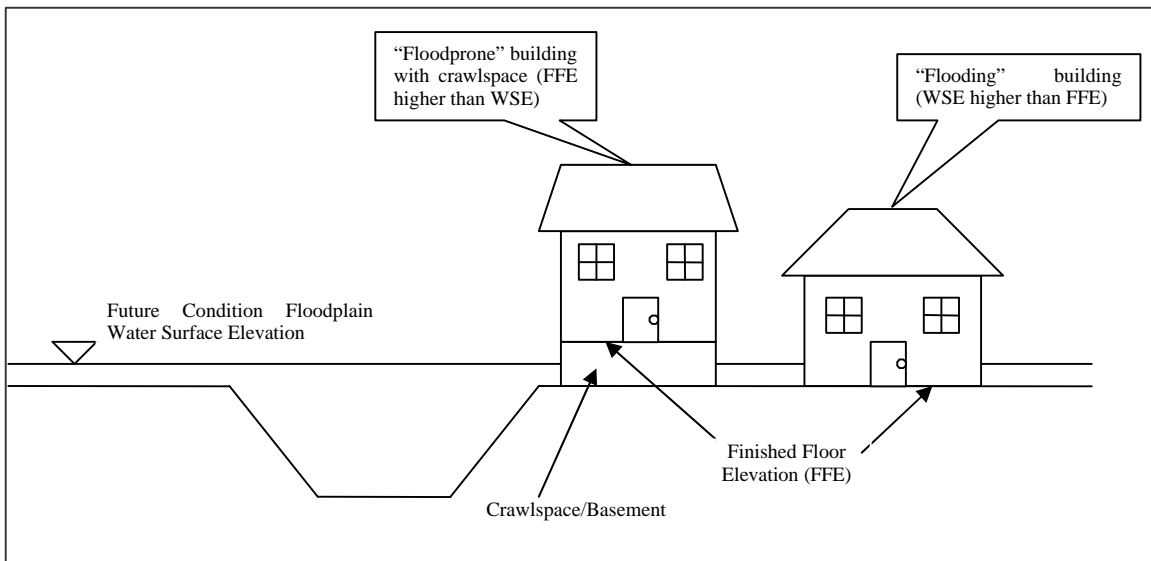 “Floodprone” building
with crawlspace (FFE
higher than WSE)
“Flooding” building
(WSE higher than FFE)
Future Condition Floodplain
Water Surface Elevation
Finished Floor
Elevation (FFE)
Crawlspace/Basement